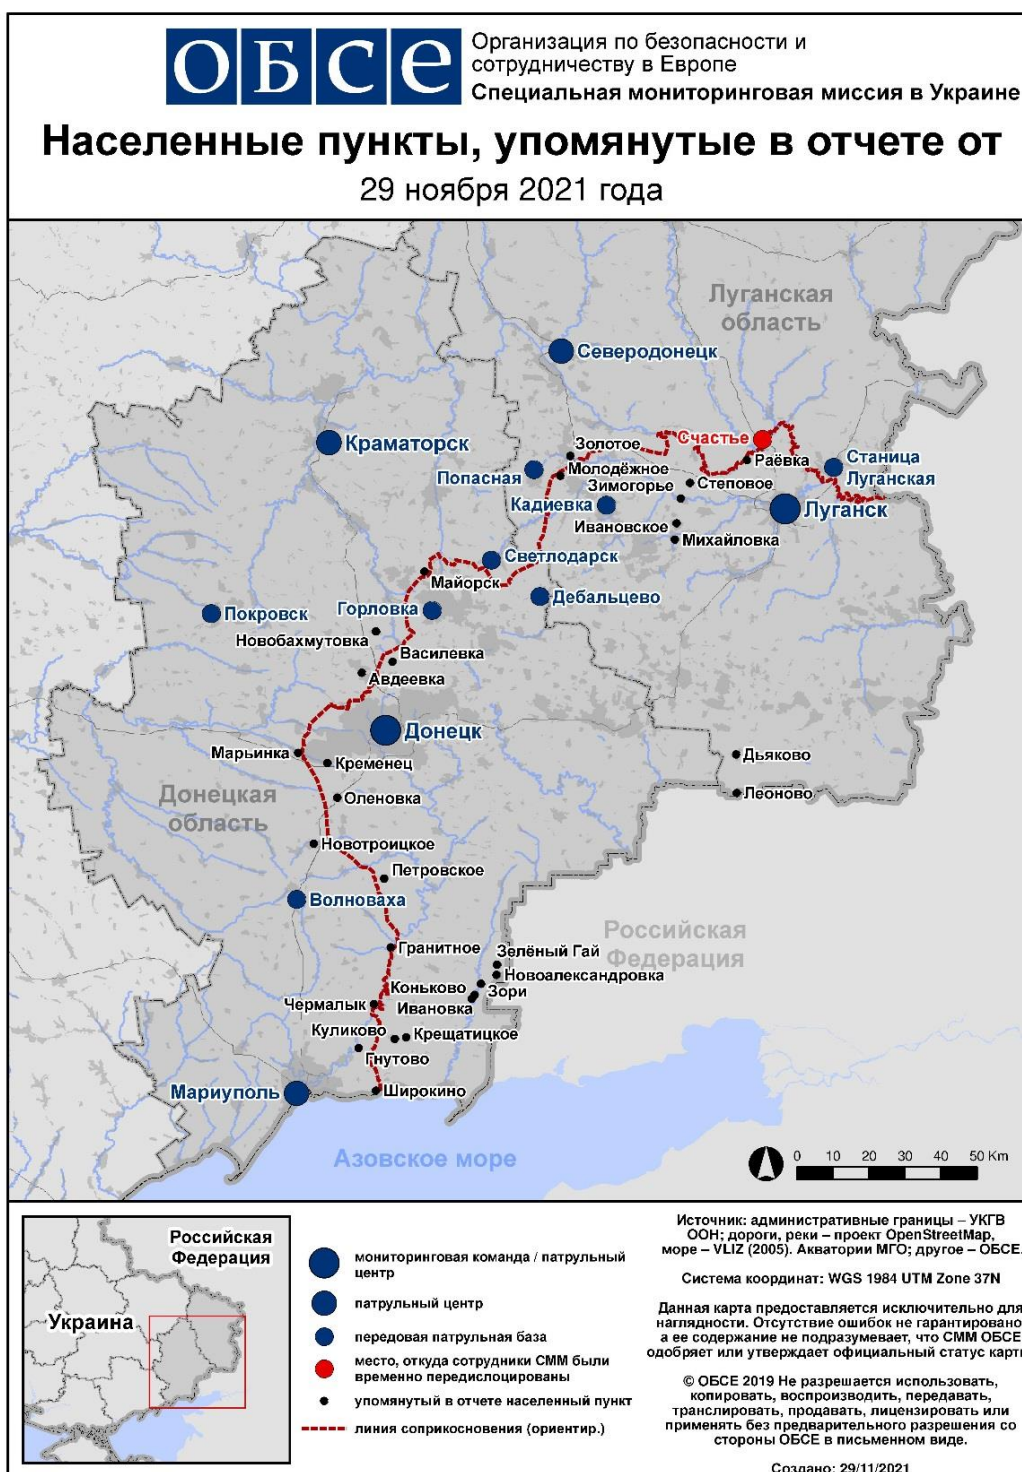 ОБСЕ
Организация по безопасности и
сотрудничеству в Европе
Специальная мониторинговая миссия в Украине
Населенные пункты, упомянутые в отчете от
29 ноября 2021 года
Луганская
область
Северодонецк
Счастье
Золотое
Краматорск
Раёвка
Станица
Луганская
Молодёжное
Попасная
Зимогорье
Степовое
Кадиевка
Луганск
Ивановское
Михайловка
Светлодарск
Майорск
Дебальцево
Покровск
Горловка
Новобахмутовка
Василевка
Авдеевка
Донецк
Марьинка
Кременец
Дьяково
Донецкая
область
Оленовка
Леоново
Новотроицкое
Петровское
Волноваха
Российская
Федерация
Гранитное
Зелёный Гай
Новоалександровка
Коньково
Зори
Чермалык
Ивановка
Куликово
Крещатицкое
Гнутово
Мариуполь
Широкино
Азовское море
0 10 20 30 40 50 Km
Российская
Федерация
Украина
мониторинговая команда / патрульный
центр
патрульный центр
передовая патрульная база
место, откуда сотрудники СММ были
временно передислоцированы
упомянутый в отчете населенный пункт
линия соприкосновения (ориентир.)
Источник: административные границы – УКГВ
ООН; дороги, реки – проект OpenStreetMap,
море – VLIZ (2005). Акватории МГО; другое – ОБСЕ.
Система координат: WGS 1984 UTM Zone 37N
Данная карта предоставляется исключительно для
наглядности. Отсутствие ошибок не гарантировано
а ее содержание не подразумевает, что СММ ОБСЕ
одобряет или утверждает официальный статус карт
© ОБСЕ 2019 Не разрешается использовать,
копировать, воспроизводить, передавать,
транслировать, продавать, лицензировать или
применять без предварительного разрешения со
стороны ОБСЕ в письменном виде.
Создано: 29/11/2021